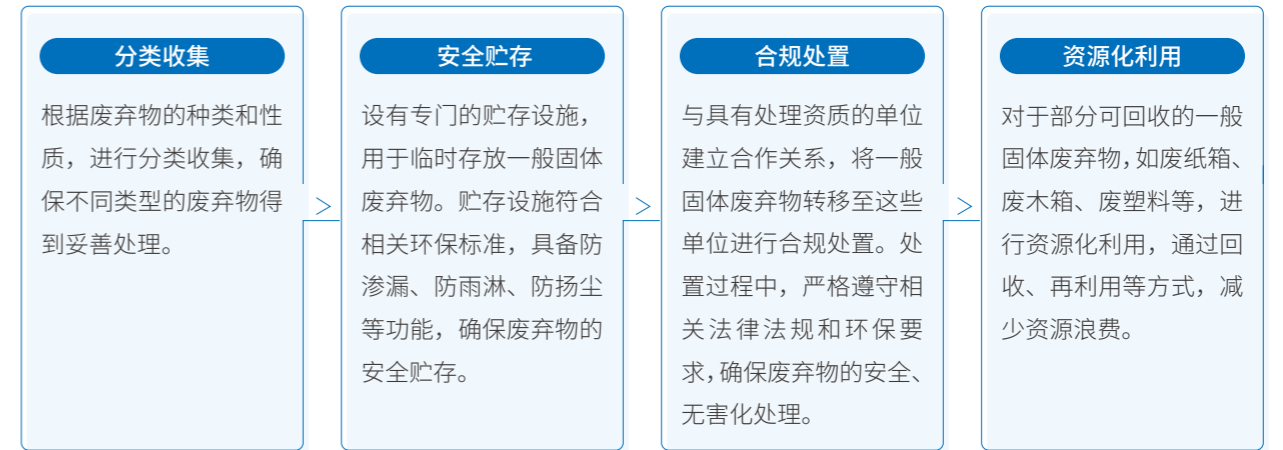 分类收集
根据废弃物的种类和性
质，进行分类收集，确
保不同类型的废弃物得
到妥善处理。
>
安全贮存
设有专门的贮存设施，
用于临时存放一般固体
废弃物。贮存设施符合
相关环保标准，具备防
渗漏、防雨淋、防扬尘
等功能，确保废弃物的
安全贮存。
>
合规处置
与具有处理资质的单位
建立合作关系，将一般
固体废弃物转移至这些
单位进行合规处置。处
置过程中，严格遵守相
关法律法规和环保要
求，确保废弃物的安全、
无害化处理。
>
资源化利用
对于部分可回收的一般
固体废弃物，如废纸箱、
废木箱、废塑料等，进
行资源化利用，通过回
收、再利用等方式，减
少资源浪费。